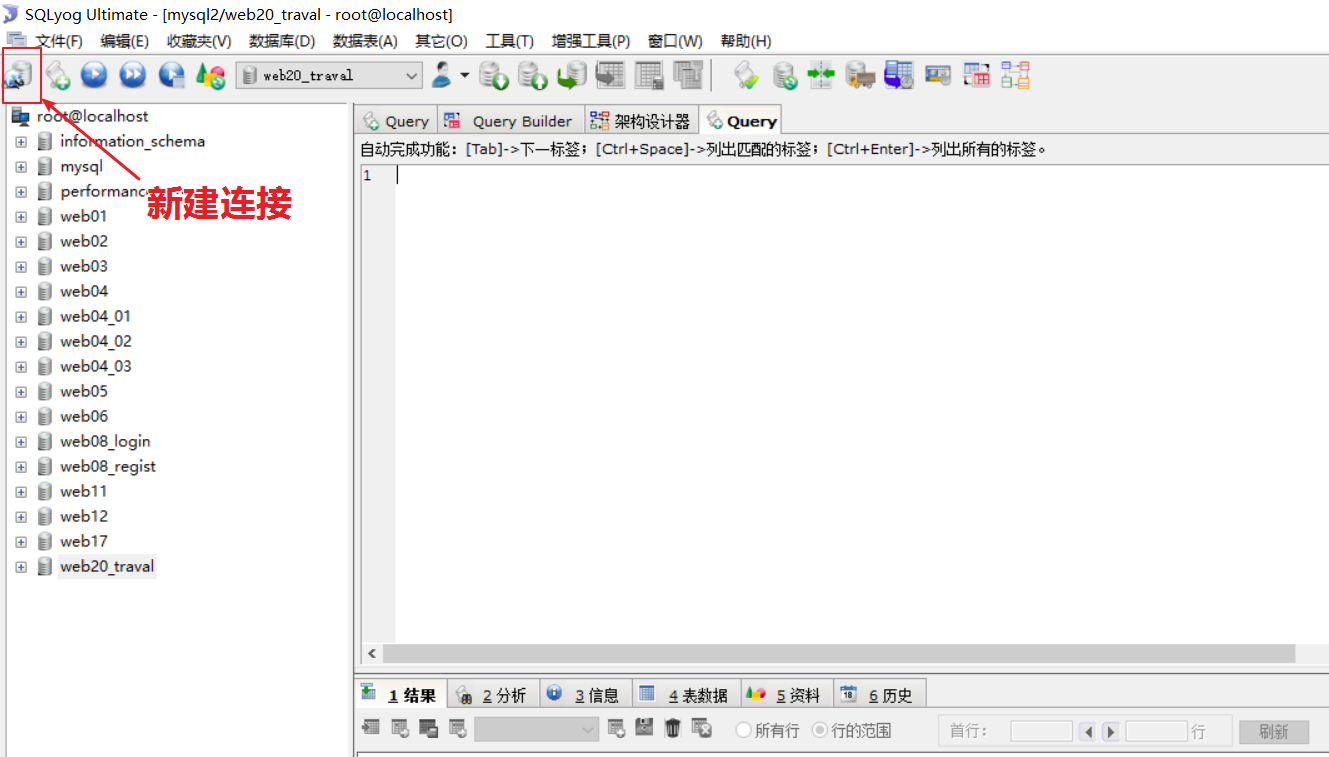 SQLyog Ultimate - [mysql2/web20_traval - root@localhost]
文件(F) 编辑(E) 收藏夹(V) 数据库(D) 数据表(A) 其它(O) 工具(T) 增强工具(P) 窗口(W) 帮助(H)
web20_traval
root@localhost
information_schema
mysql
performanc
web01
web02
web03
web04
web04_01
web04_02
web04_03
web05
web06
web08_login
web08_regist
web11
web12
web17
web20_traval
新建连接
Query Query Builder 架构设计器 Query
自动完成功能: [Tab]->下一标签; [Ctrl+Space]->列出匹配的标签; [Ctrl+Enter]->列出所有的标签。
1
1 结果 2 分析 3 信息 4 表数据 5 资料 6 历史
所有行 行的范围 首行: 行 刷新